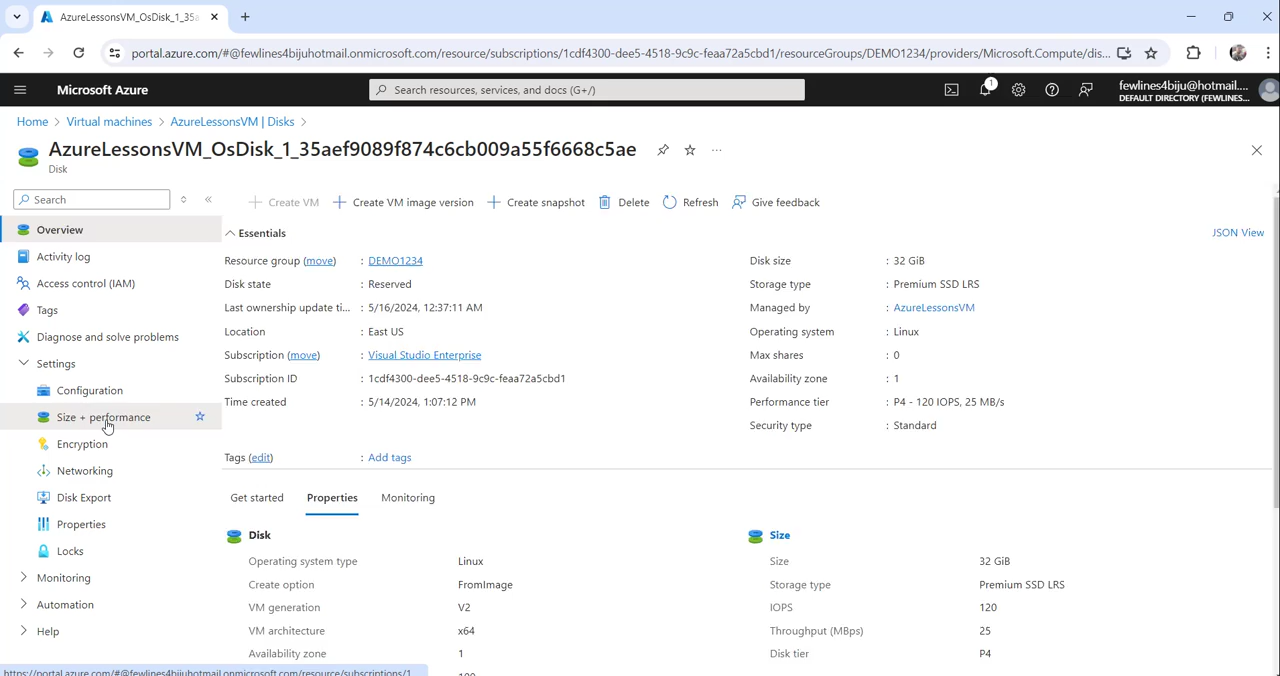 AzureLessonsVM_OsDisk_1_35a
portal.azure.com/#@fewlines4bijuhotmail.onmicrosoft.com/resource/subscriptions/1cdf4300-dee5-4518-9c9c-feaa72a5cbd1/resourceGroups/DEMO1234/providers/Microsoft.Compute/dis...
Microsoft Azure
Search resources, services, and docs (G+/)
1
fewlines4biju@hotmail....
DEFAULT DIRECTORY (FEWLINES...
Home > Virtual machines > AzureLessonsVM | Disks >
AzureLessonsVM_OsDisk_1_35aef9089f874c6cb009a55f6668c5ae
...
Disk
Search
Create VM
Create VM image version
Create snapshot
Delete
Refresh
Give feedback
Overview
Activity log
Access control (IAM)
Tags
Diagnose and solve problems
Settings
Configuration
Size + performance
Encryption
Networking
Disk Export
Properties
Locks
Monitoring
Automation
Help
Essentials
JSON View
Resource group (move) : DEMO1234
Disk state : Reserved
Last ownership update ti... : 5/16/2024, 12:37:11 AM
Location : East US
Subscription (move) : Visual Studio Enterprise
Subscription ID : 1cdf4300-dee5-4518-9c9c-feaa72a5cbd1
Time created : 5/14/2024, 1:07:12 PM
Disk size : 32 GiB
Storage type : Premium SSD LRS
Managed by : AzureLessonsVM
Operating system : Linux
Max shares : 0
Availability zone : 1
Performance tier : P4 - 120 IOPS, 25 MB/s
Security type : Standard
Tags (edit) : Add tags
Get started
Properties
Monitoring
Disk
Operating system type Linux
Create option FromImage
VM generation V2
VM architecture x64
Availability zone 1
Size
Size 32 GiB
Storage type Premium SSD LRS
IOPS 120
Throughput (MBps) 25
Disk tier P4
https://portal.azure.com/#@fewlines4bijuhotmail.onmicrosoft.com/resource/subscriptions/1...